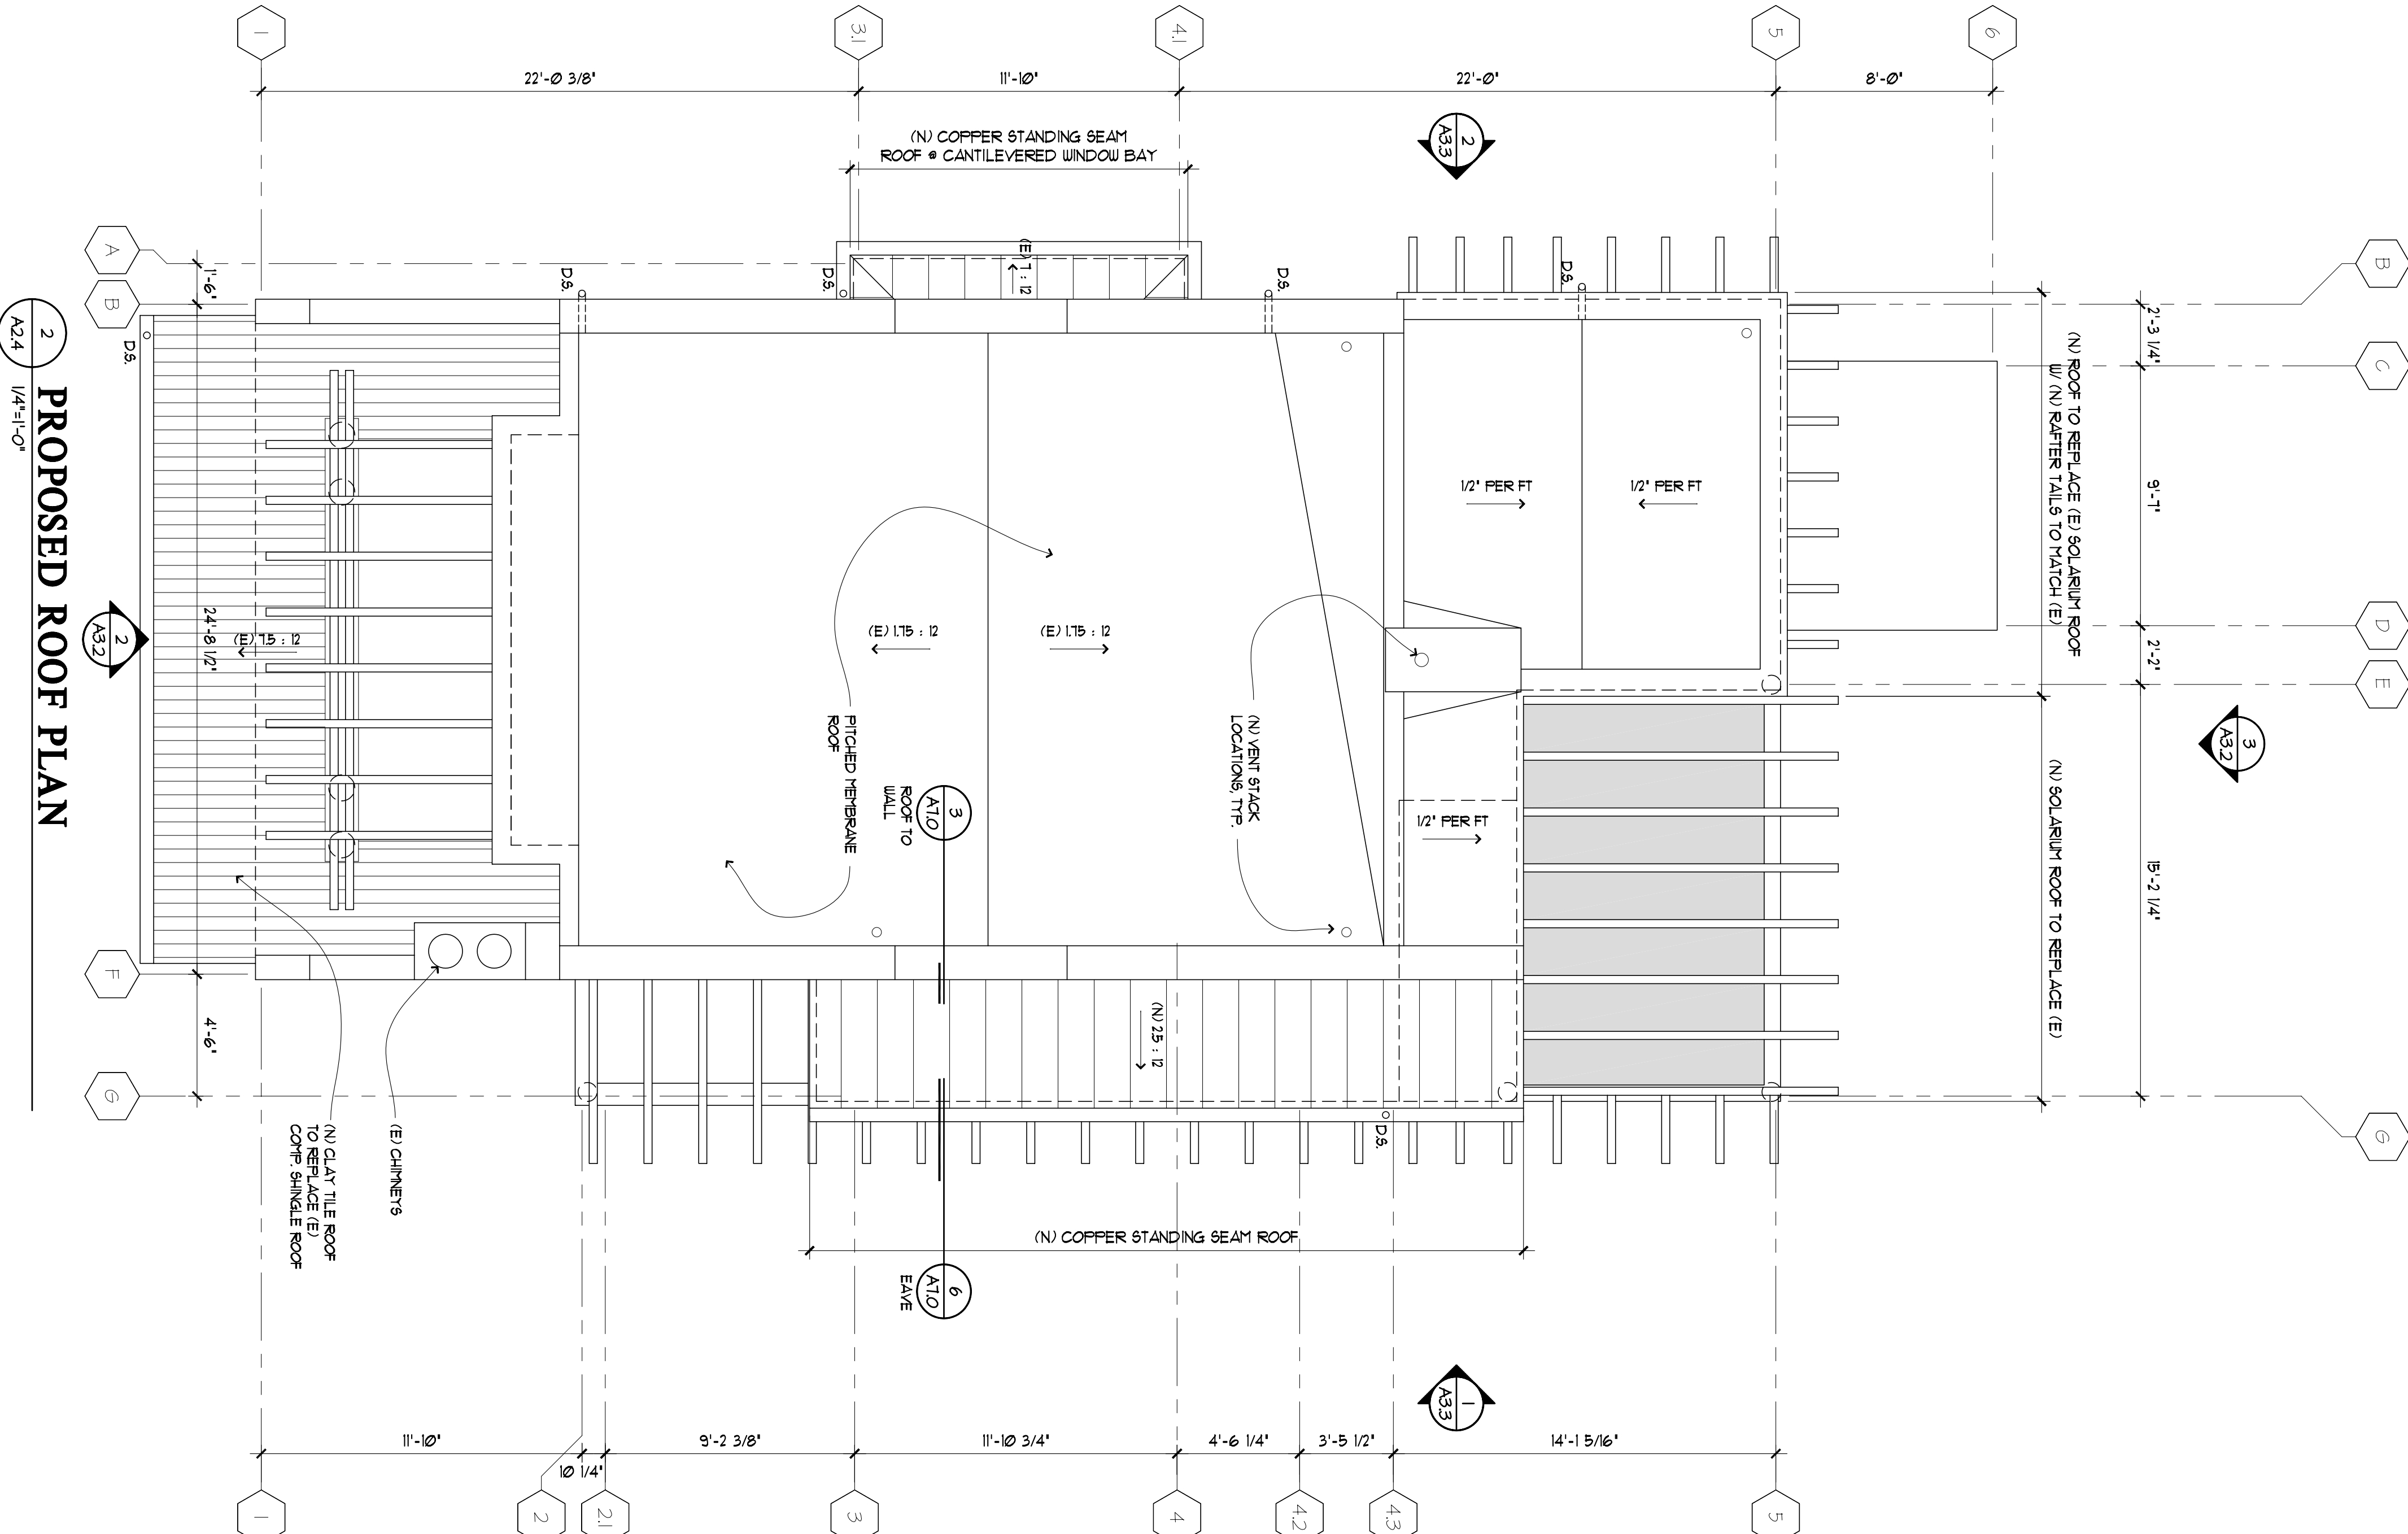 1
3.1
4.1
5
6
22'-0 3/8"
11'-10"
22'-0"
8'-0"
(N) COPPER STANDING SEAM
ROOF @ CANTILEVERED WINDOW BAY
2
A3.3
A
B
1'-6"
B
C
D
E
G
2'-3 1/4"
9'-7"
2'-2"
15'-2 1/4"
(N) ROOF TO REPLACE (E) SOLARIUM ROOF
W/ (N) RAFTER TAILS TO MATCH (E)
(N) SOLARIUM ROOF TO REPLACE (E)
3
A3.2
(E) 7 : 12
D.S.
D.S.
D.S.
D.S.
D.S.
1/2" PER FT
1/2" PER FT
1/2" PER FT
(E) 1.75 : 12
(E) 1.75 : 12
(E) 7.5 : 12
24'-8 1/2"
2
A3.2
PITCHED MEMBRANE
ROOF
(N) VENT STACK
LOCATIONS, TYP.
3
A7.0
ROOF TO
WALL
F
G
4'-6"
(N) 2.5 : 12
D.S.
(E) CHIMNEYS
(N) CLAY TILE ROOF
TO REPLACE (E)
COMP. SHINGLE ROOF
(N) COPPER STANDING SEAM ROOF
6
A7.0
EAVE
1
A3.3
11'-10"
10 1/4"
9'-2 3/8"
11'-10 3/4"
4'-6 1/4"
3'-5 1/2"
14'-1 5/16"
1
2
2.1
3
4
4.2
4.3
5
2
A2.4
PROPOSED ROOF PLAN
1/4"=1'-0"